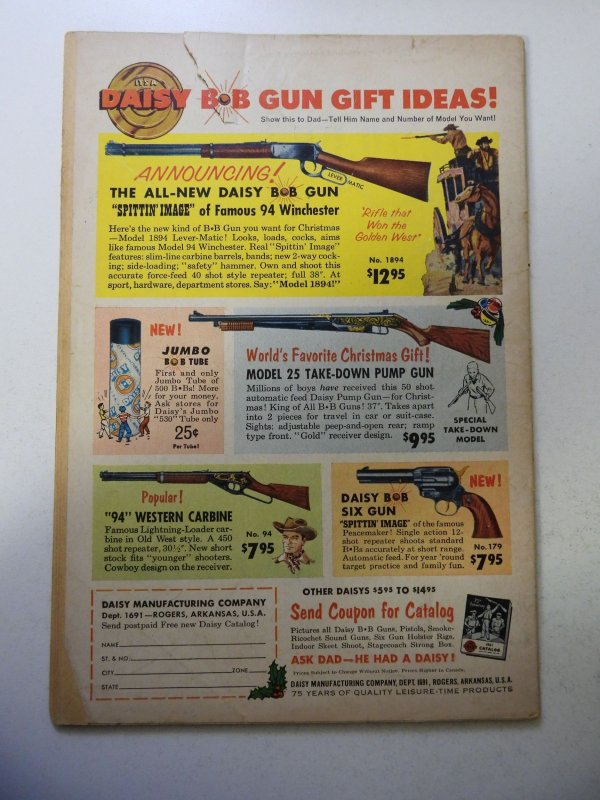 IT'S A
DAISY B•B GUN GIFT IDEAS!
Show this to Dad—Tell Him Name and Number of Model You Want!
ANNOUNCING!
LEVER MATIC
THE ALL-NEW DAISY B•B GUN
"SPITTIN' IMAGE" of Famous 94 Winchester
Here's the new kind of B•B Gun you want for Christmas
—Model 1894 Lever-Matic! Looks, loads, cocks, aims
like famous Model 94 Winchester. Real "Spittin' Image"
features: slim-line carbine barrels, bands; new 2-way cock-
ing; side-loading; "safety" hammer. Own and shoot this
accurate force-feed 40 shot style repeater; full 38". At
sport, hardware, department stores. Say: "Model 1894!"
"Rifle that
Won the
Golden West"
No. 1894
$12.95
NEW!
JUMBO
B•B TUBE
First and only
Jumbo Tube of
500 B•Bs! More
for your money.
Ask stores for
Daisy's Jumbo
"530" Tube only
25¢
Per Tube!
World's Favorite Christmas Gift!
MODEL 25 TAKE-DOWN PUMP GUN
Millions of boys have received this 50 shot
automatic feed Daisy Pump Gun—for Christ-
mas! King of All B•B Guns! 37". Takes apart
into 2 pieces for travel in car or suit-case.
Sights: adjustable peep-and-open rear; ramp
type front. "Gold" receiver design.
$9.95
SPECIAL
TAKE-DOWN
MODEL
Popular!
"94" WESTERN CARBINE
Famous Lightning-Loader car-
bine in Old West style. A 450
shot repeater, 30½". New short
stock fits "younger" shooters.
Cowboy design on the receiver.
No. 94
$7.95
NEW!
DAISY B•B
SIX GUN
"SPITTIN' IMAGE" of the famous
Peacemaker! Single action 12-
shot repeater shoots standard
B•Bs accurately at short range.
Automatic feed. For year 'round
target practice and family fun.
No. 179
$7.95
DAISY MANUFACTURING COMPANY
Dept. 1691—ROGERS, ARKANSAS, U.S.A.
Send postpaid Free new Daisy Catalog!
NAME
ST. & NO.
CITY ZONE
STATE
OTHER DAISYS $5.95 TO $14.95
Send Coupon for Catalog
Pictures all Daisy B•B Guns, Pistols, Smoke-
Ricochet Sound Guns, Six Gun Holster Rigs,
Indoor Skeet Shoot, Stagecoach Strong Box.
CATALOG
ASK DAD—HE HAD A DAISY!
Prices Subject to Change Without Notice. Prices Higher in Canada.
DAISY MANUFACTURING COMPANY, DEPT. 1691, ROGERS, ARKANSAS, U.S.A.
75 YEARS OF QUALITY LEISURE-TIME PRODUCTS